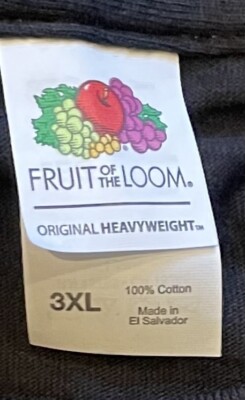 FRUIT OF THE LOOM®
ORIGINAL HEAVYWEIGHT™
3XL
100% Cotton
Made in
El Salvador